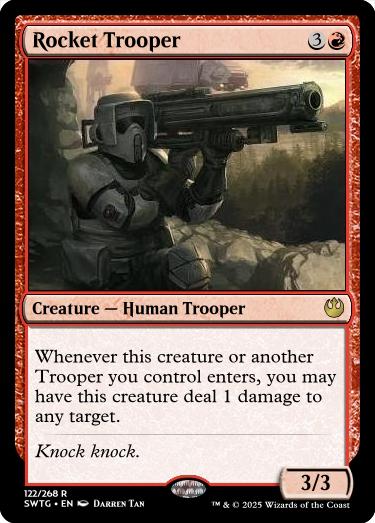 Rocket Trooper 3
Creature — Human Trooper
Whenever this creature or another
Trooper you control enters, you may
have this creature deal 1 damage to
any target.
Knock knock.
3/3
122/268 R
SWTG • EN Darren Tan
™ & © 2025 Wizards of the Coast